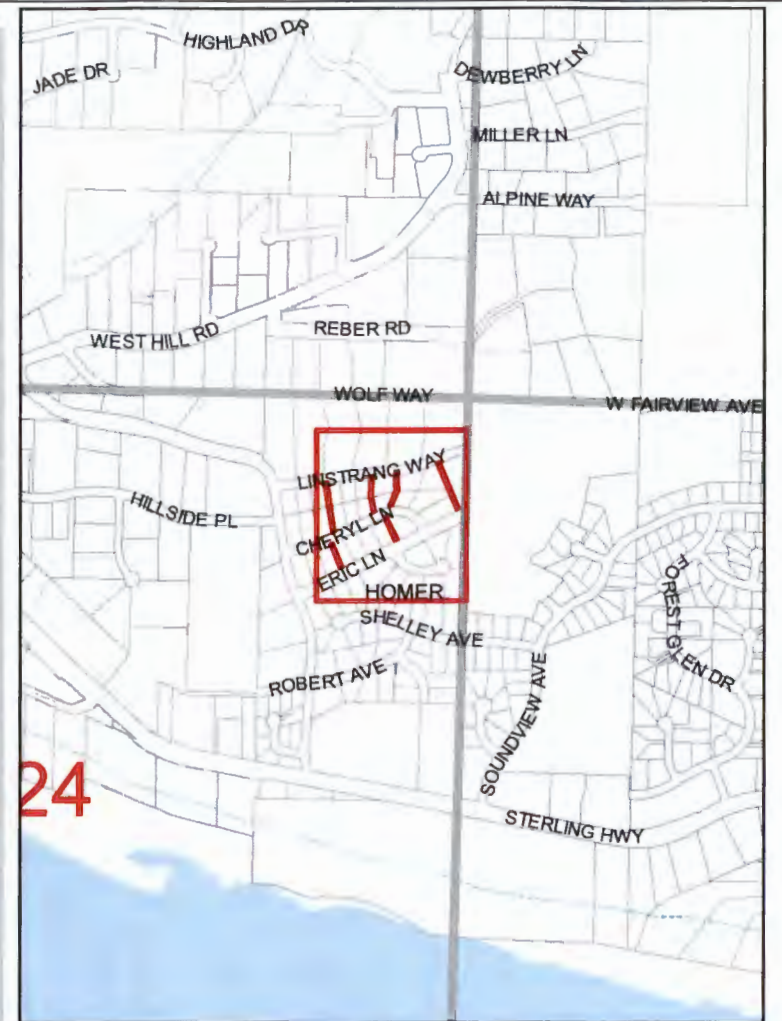 HIGHLAND DR
JADE DR
DEWBERRY LN
MILLER LN
ALPINE WAY
WEST HILL RD
REBER RD
WOLF WAY
W FAIRVIEW AVE
LINSTRANG WAY
HILLSIDE PL
CHERYL LN
ERIC LN
HOMER
SHELLEY AVE
FOREST GLEN DR
ROBERT AVE
SOUNDVIEW AVE
24
STERLING HWY